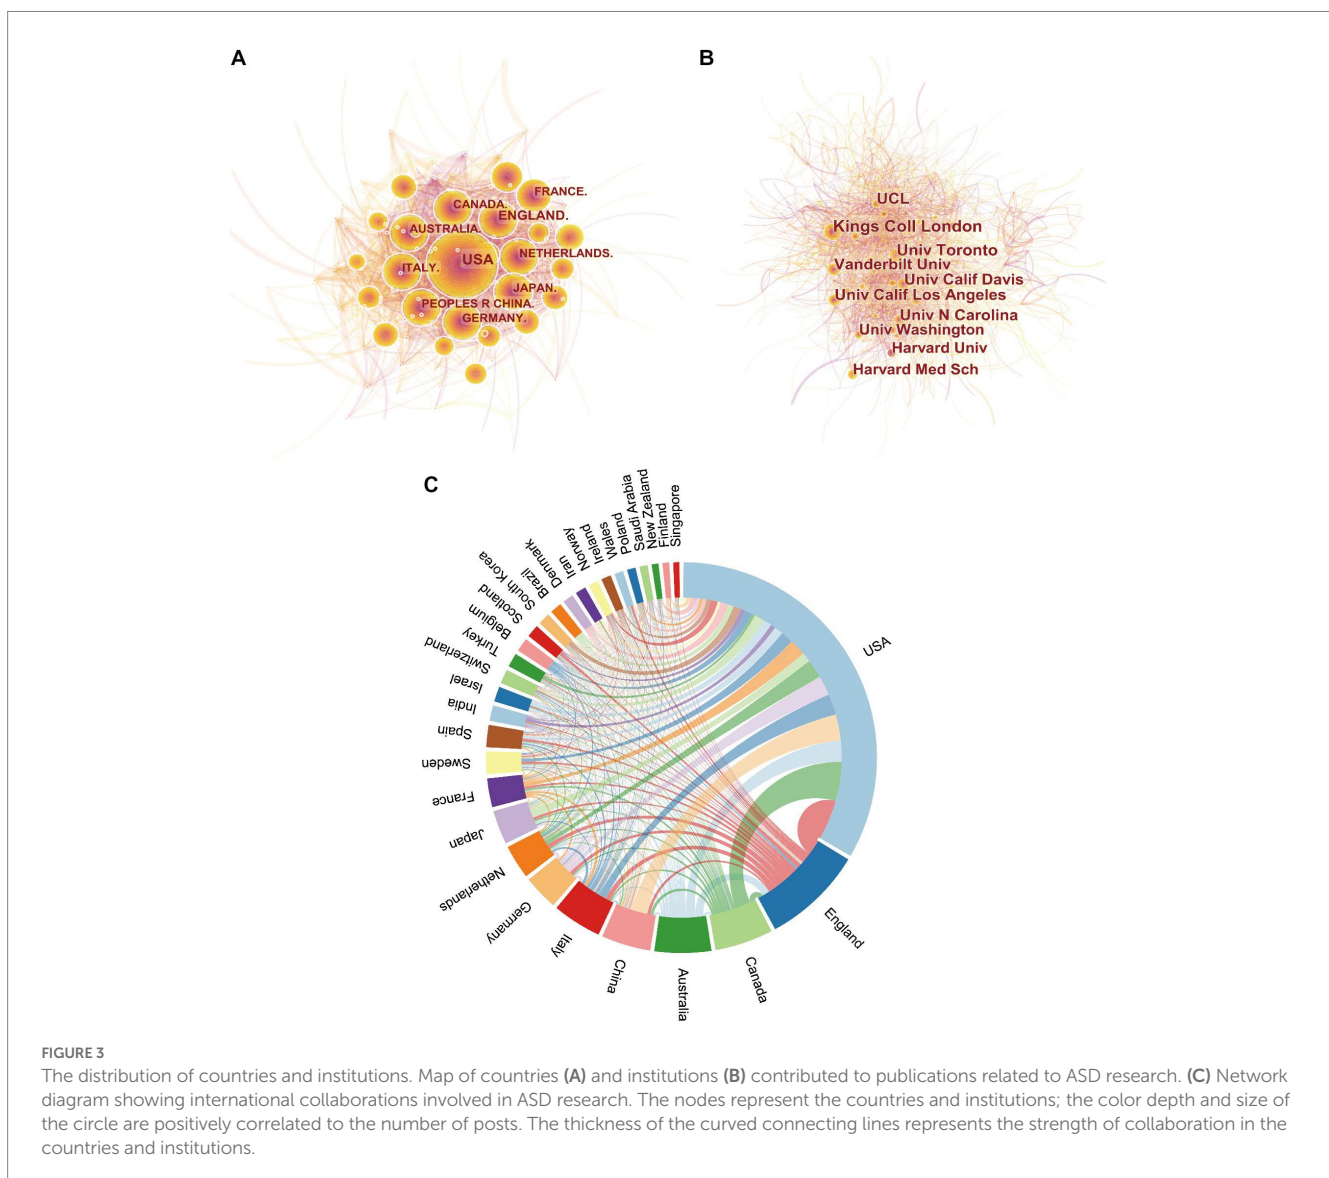 A
B
FRANCE.
CANADA.
ENGLAND.
AUSTRALIA.
NETHERLANDS.
USA
ITALY.
JAPAN.
PEOPLES R CHINA.
GERMANY.
UCL
Kings Coll London
Univ Toronto
Vanderbilt Univ
Univ Calif Davis
Univ Calif Los Angeles
Univ N Carolina
Univ Washington
Harvard Univ
Harvard Med Sch
C
USA
England
Canada
Australia
China
Italy
Germany
Netherlands
Japan
France
Sweden
Spain
India
Israel
Switzerland
Turkey
Belgium
Scotland
South Korea
Brazil
Denmark
Iran
Norway
Ireland
Wales
Poland
Saudi Arabia
New Zealand
Finland
Singapore
FIGURE 3
The distribution of countries and institutions. Map of countries (A) and institutions (B) contributed to publications related to ASD research. (C) Network
diagram showing international collaborations involved in ASD research. The nodes represent the countries and institutions; the color depth and size of
the circle are positively correlated to the number of posts. The thickness of the curved connecting lines represents the strength of collaboration in the
countries and institutions.